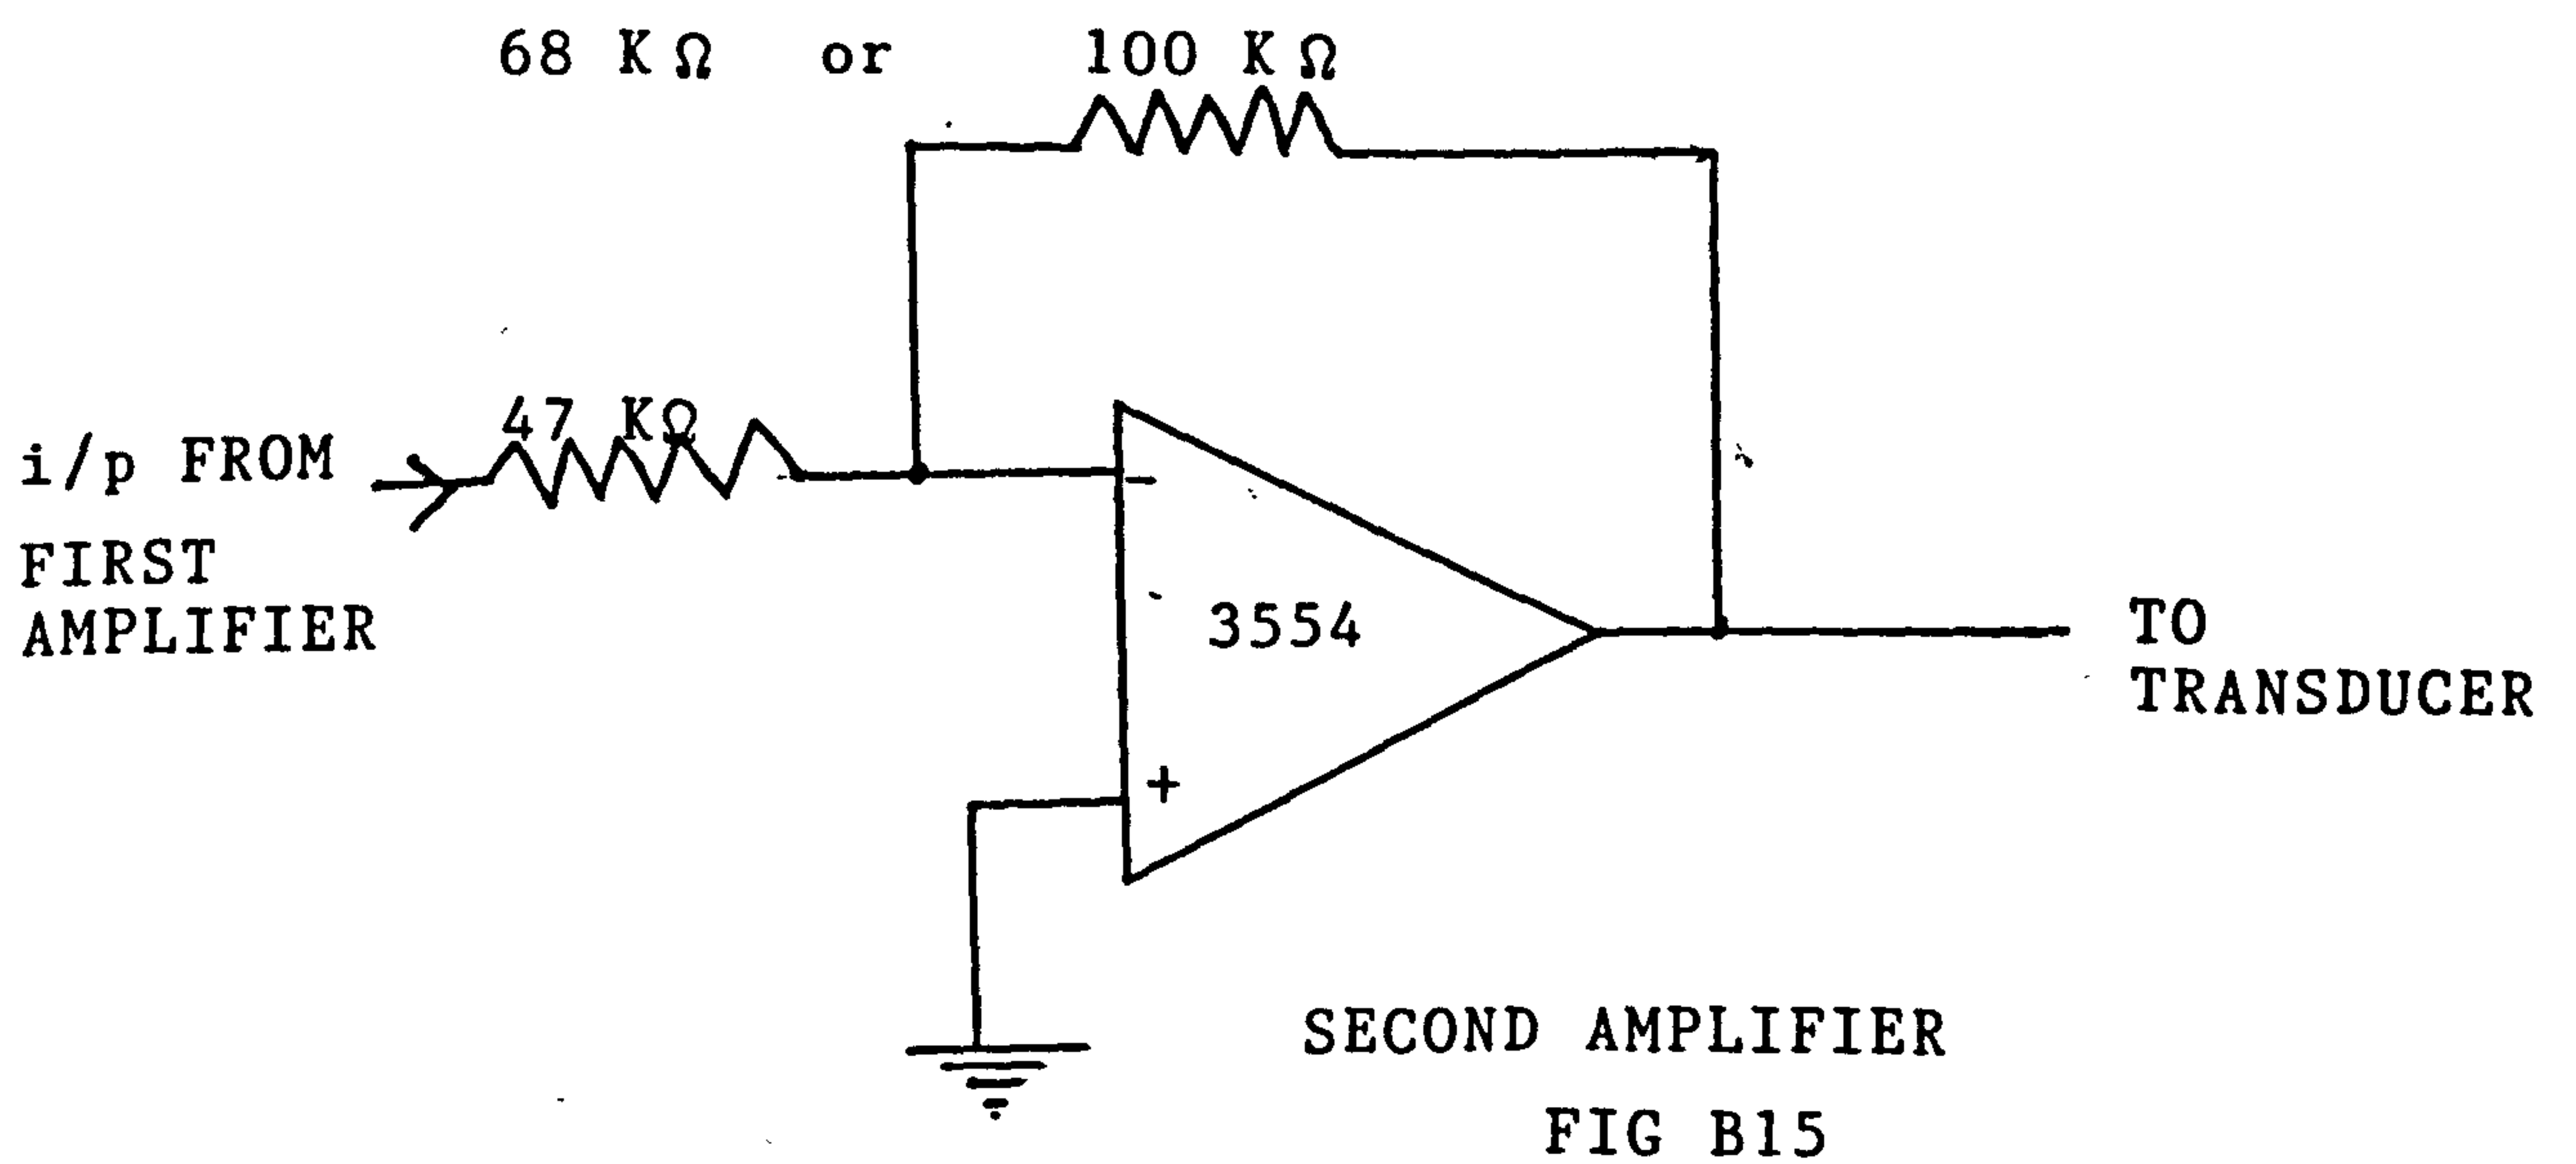 68 KΩ or 100 KΩ
47 KΩ
i/p FROM
FIRST
AMPLIFIER
-
3554
+
TO
TRANSDUCER
SECOND AMPLIFIER
FIG B15